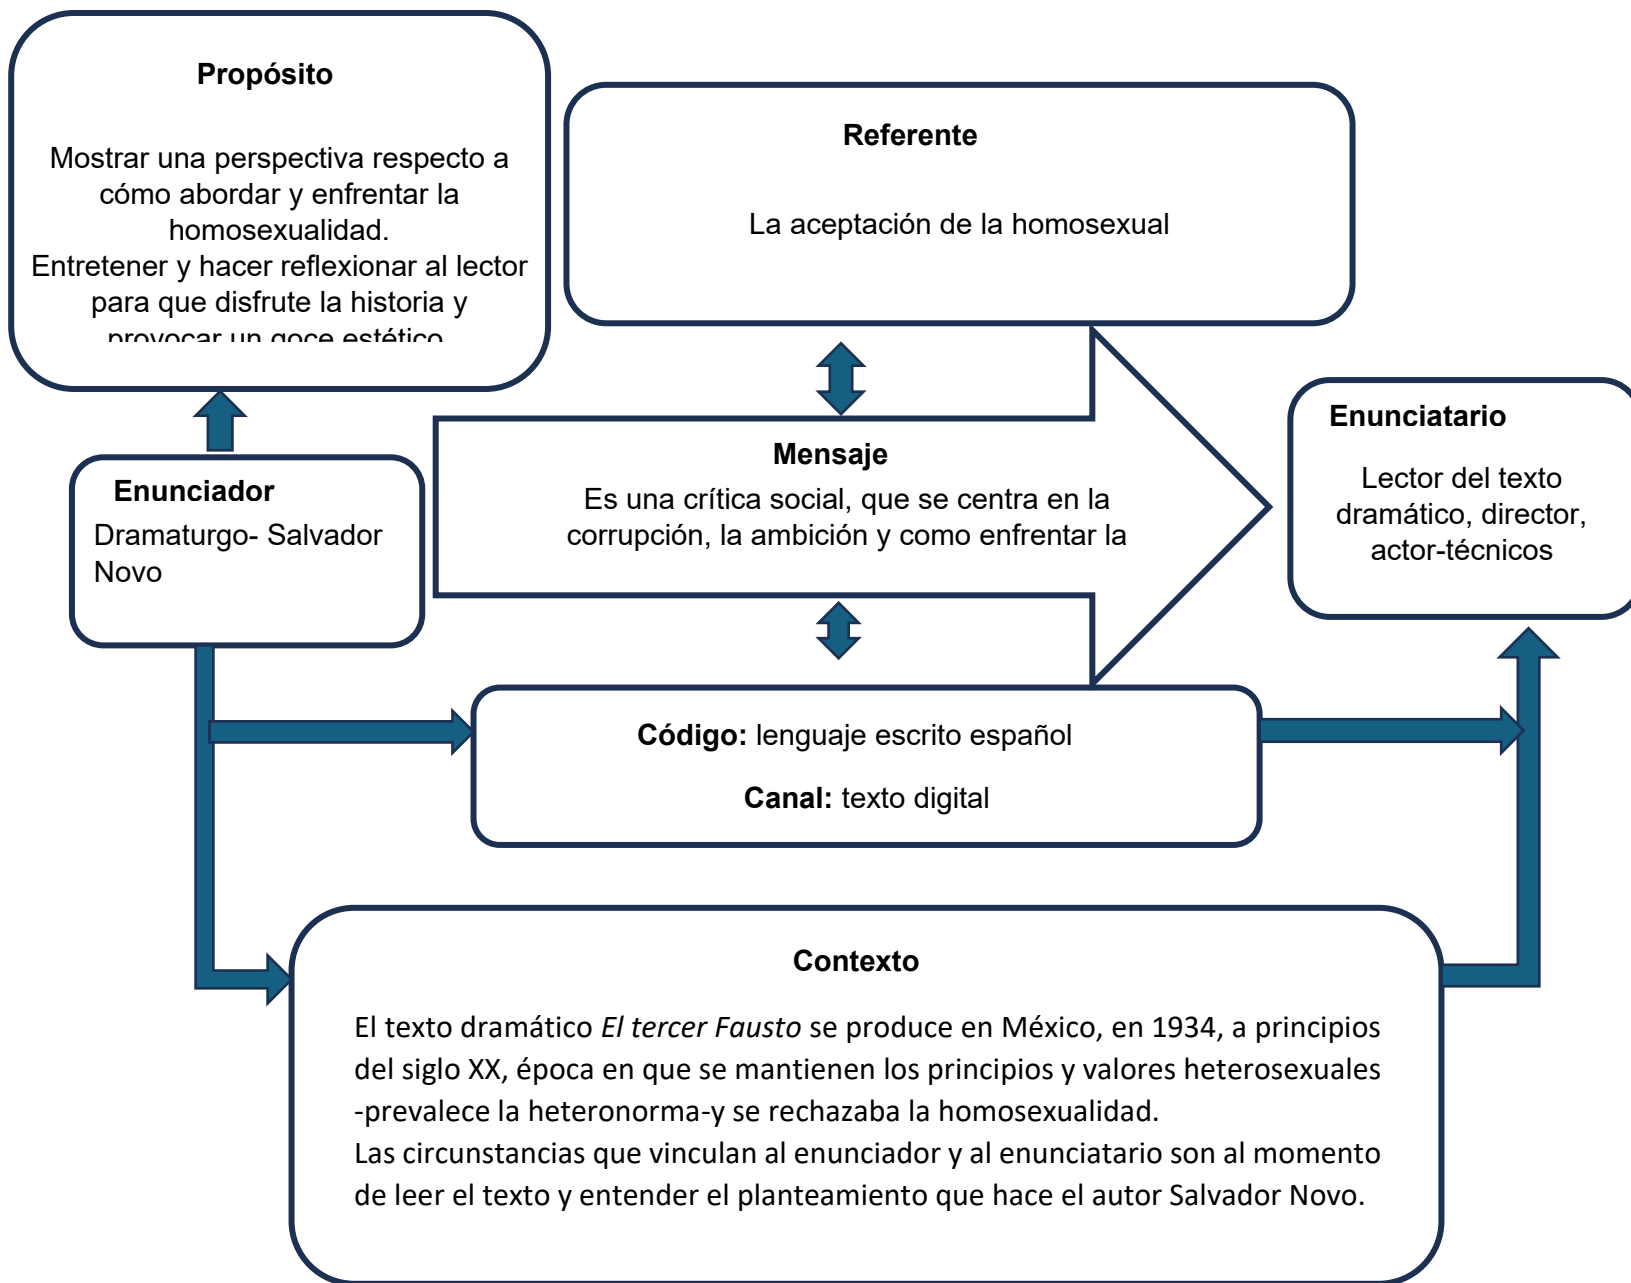 Propósito
Mostrar una perspectiva respecto a
cómo abordar y enfrentar la
homosexualidad.
Entretener y hacer reflexionar al lector
para que disfrute la historia y
provocar un goce estético
Referente
La aceptación de la homosexual
Enunciador
Dramaturgo- Salvador
Novo
Mensaje
Es una crítica social, que se centra en la
corrupción, la ambición y como enfrentar la
Enunciatario
Lector del texto
dramático, director,
actor-técnicos
Código: lenguaje escrito español
Canal: texto digital
Contexto
El texto dramático El tercer Fausto se produce en México, en 1934, a principios
del siglo XX, época en que se mantienen los principios y valores heterosexuales
-prevalece la heteronorma-y se rechazaba la homosexualidad.
Las circunstancias que vinculan al enunciador y al enunciatario son al momento
de leer el texto y entender el planteamiento que hace el autor Salvador Novo.